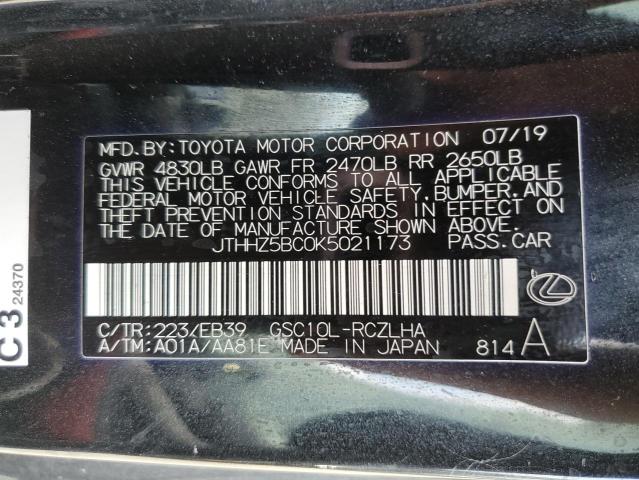 MFD. BY: TOYOTA MOTOR CORPORATION 07/19
GVWR 4830LB GAWR FR 2470LB RR 2650LB
THIS VEHICLE CONFORMS TO ALL APPLICABLE
FEDERAL MOTOR VEHICLE SAFETY, BUMPER, AND
THEFT PREVENTION STANDARDS IN EFFECT ON
THE DATE OF MANUFACTURE SHOWN ABOVE.
JTHHZ5BC0K5021173 PASS. CAR
C/TR: 223/EB39 GSC10L-RCZLHA
A/TM: A01A/AA81E MADE IN JAPAN 814 A
C 3
24370